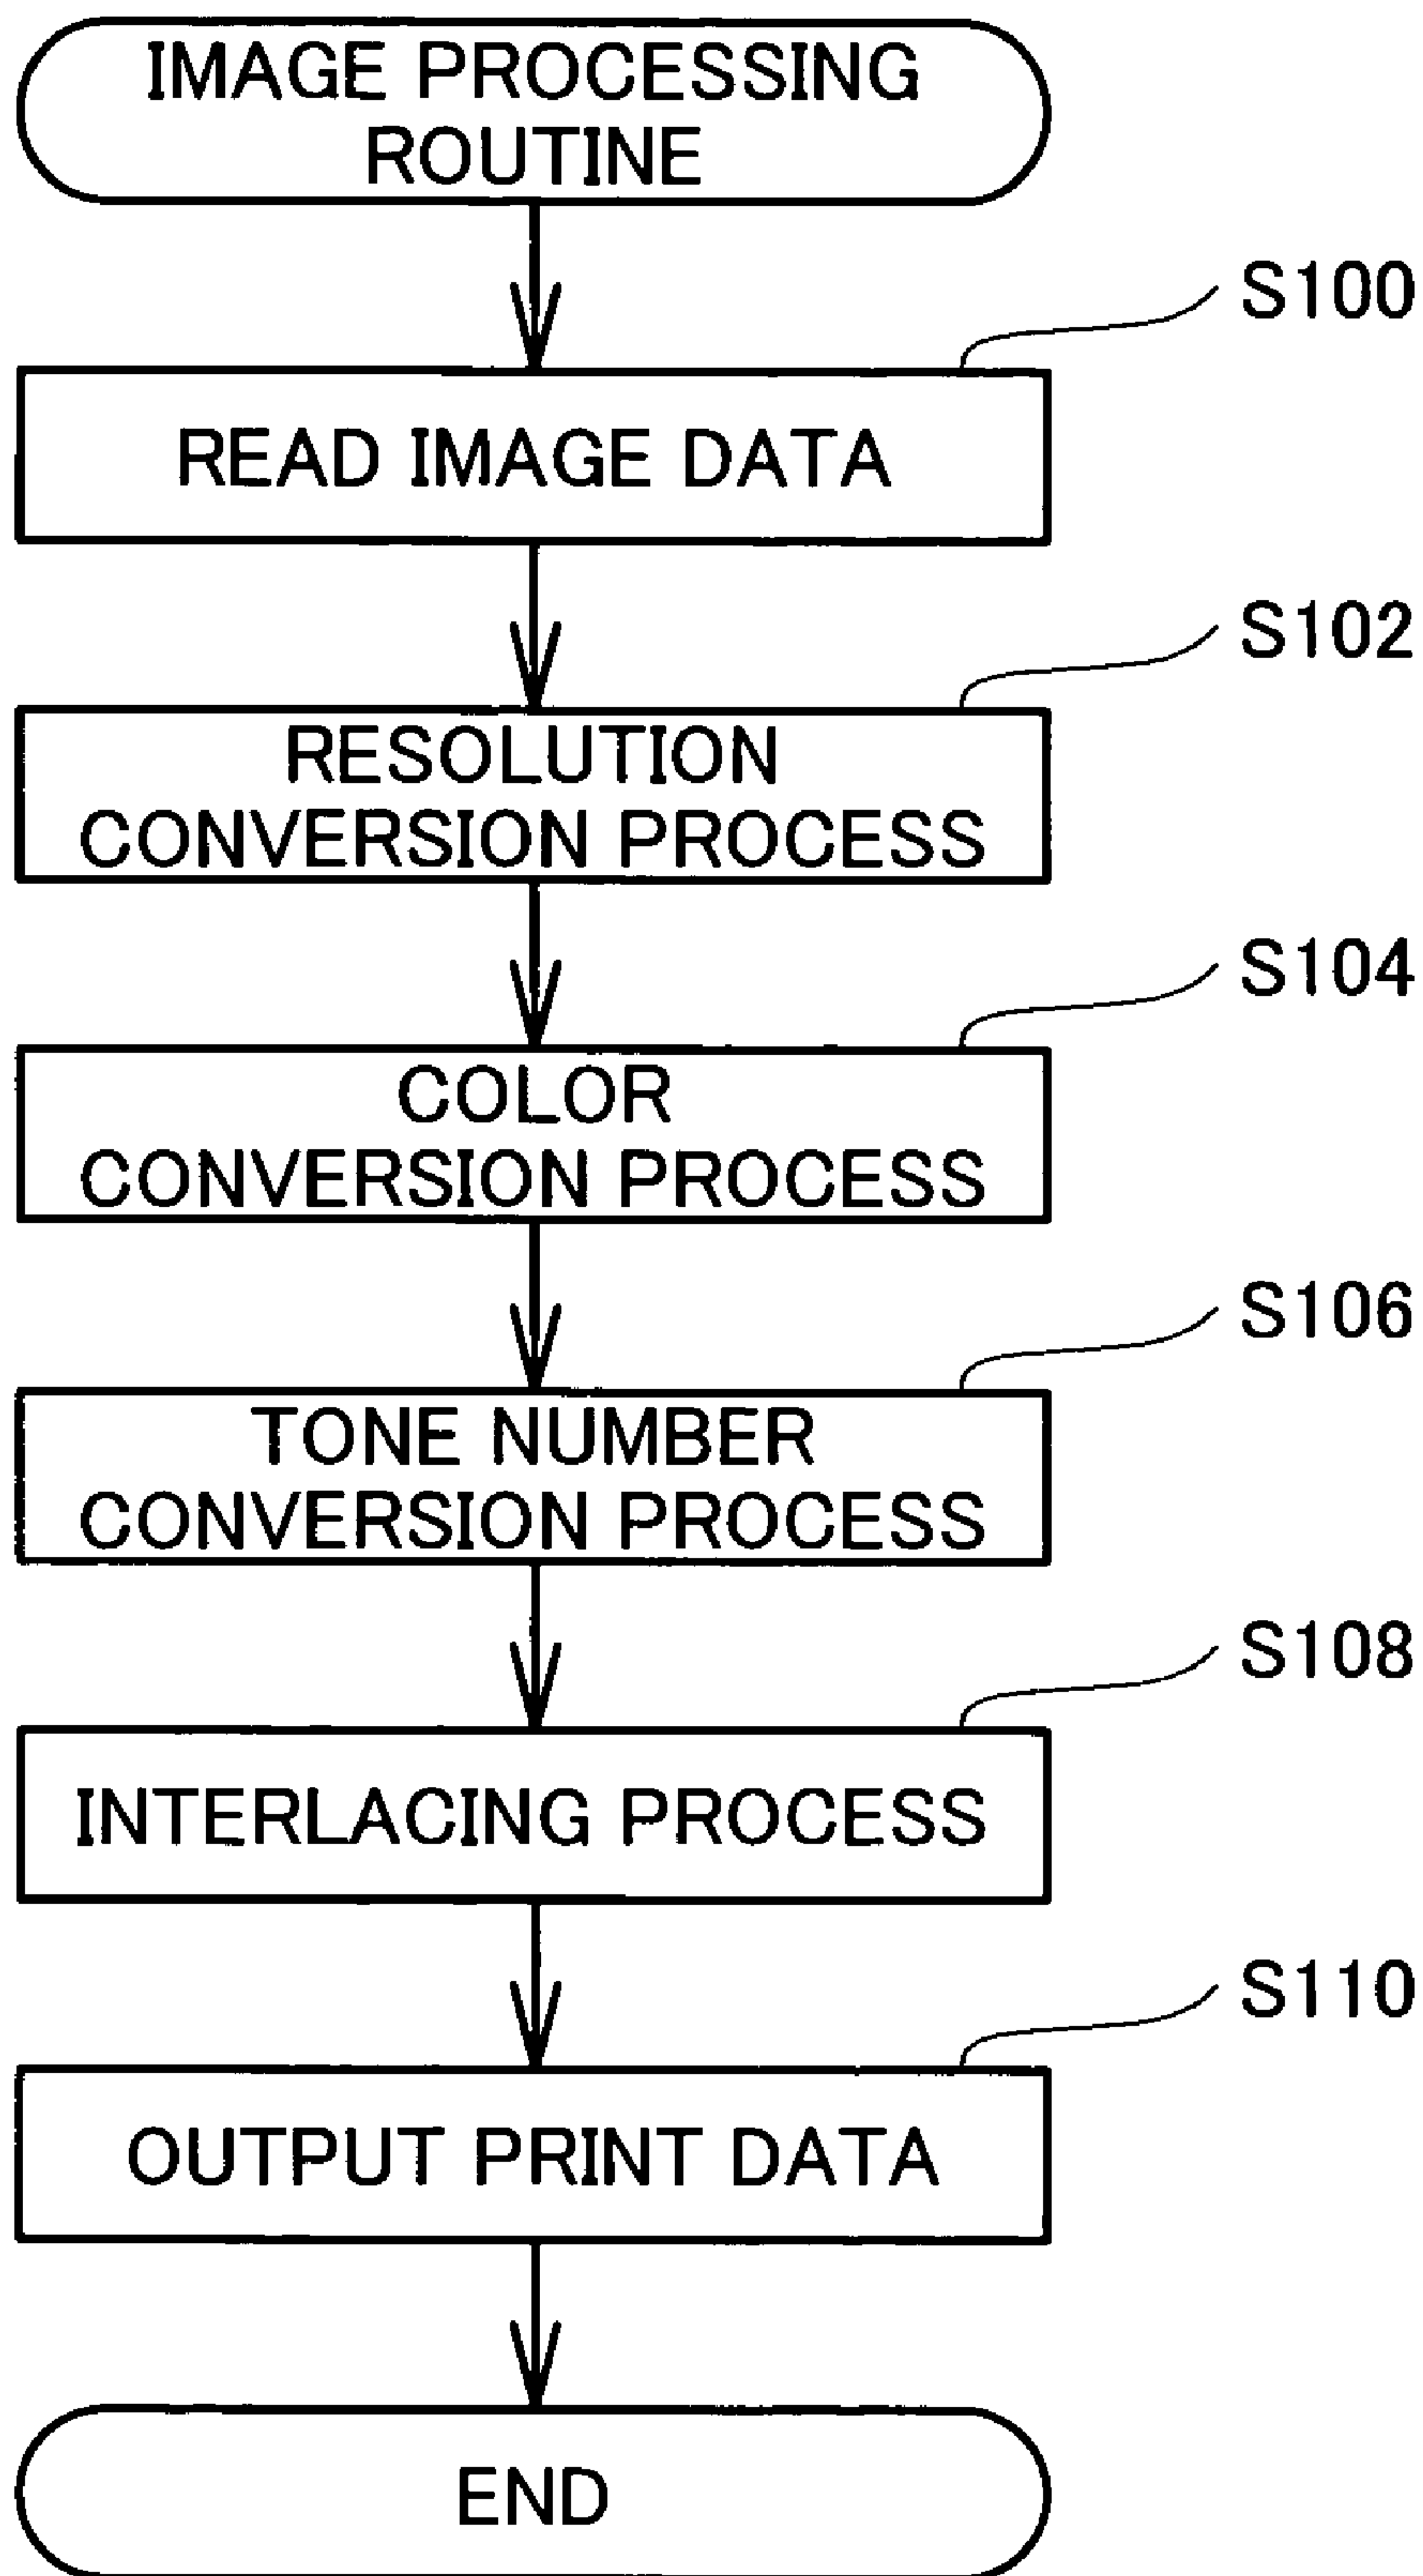 IMAGE PROCESSING
ROUTINE
S100
READ IMAGE DATA
S102
RESOLUTION
CONVERSION PROCESS
S104
COLOR
CONVERSION PROCESS
S106
TONE NUMBER
CONVERSION PROCESS
S108
INTERLACING PROCESS
S110
OUTPUT PRINT DATA
END